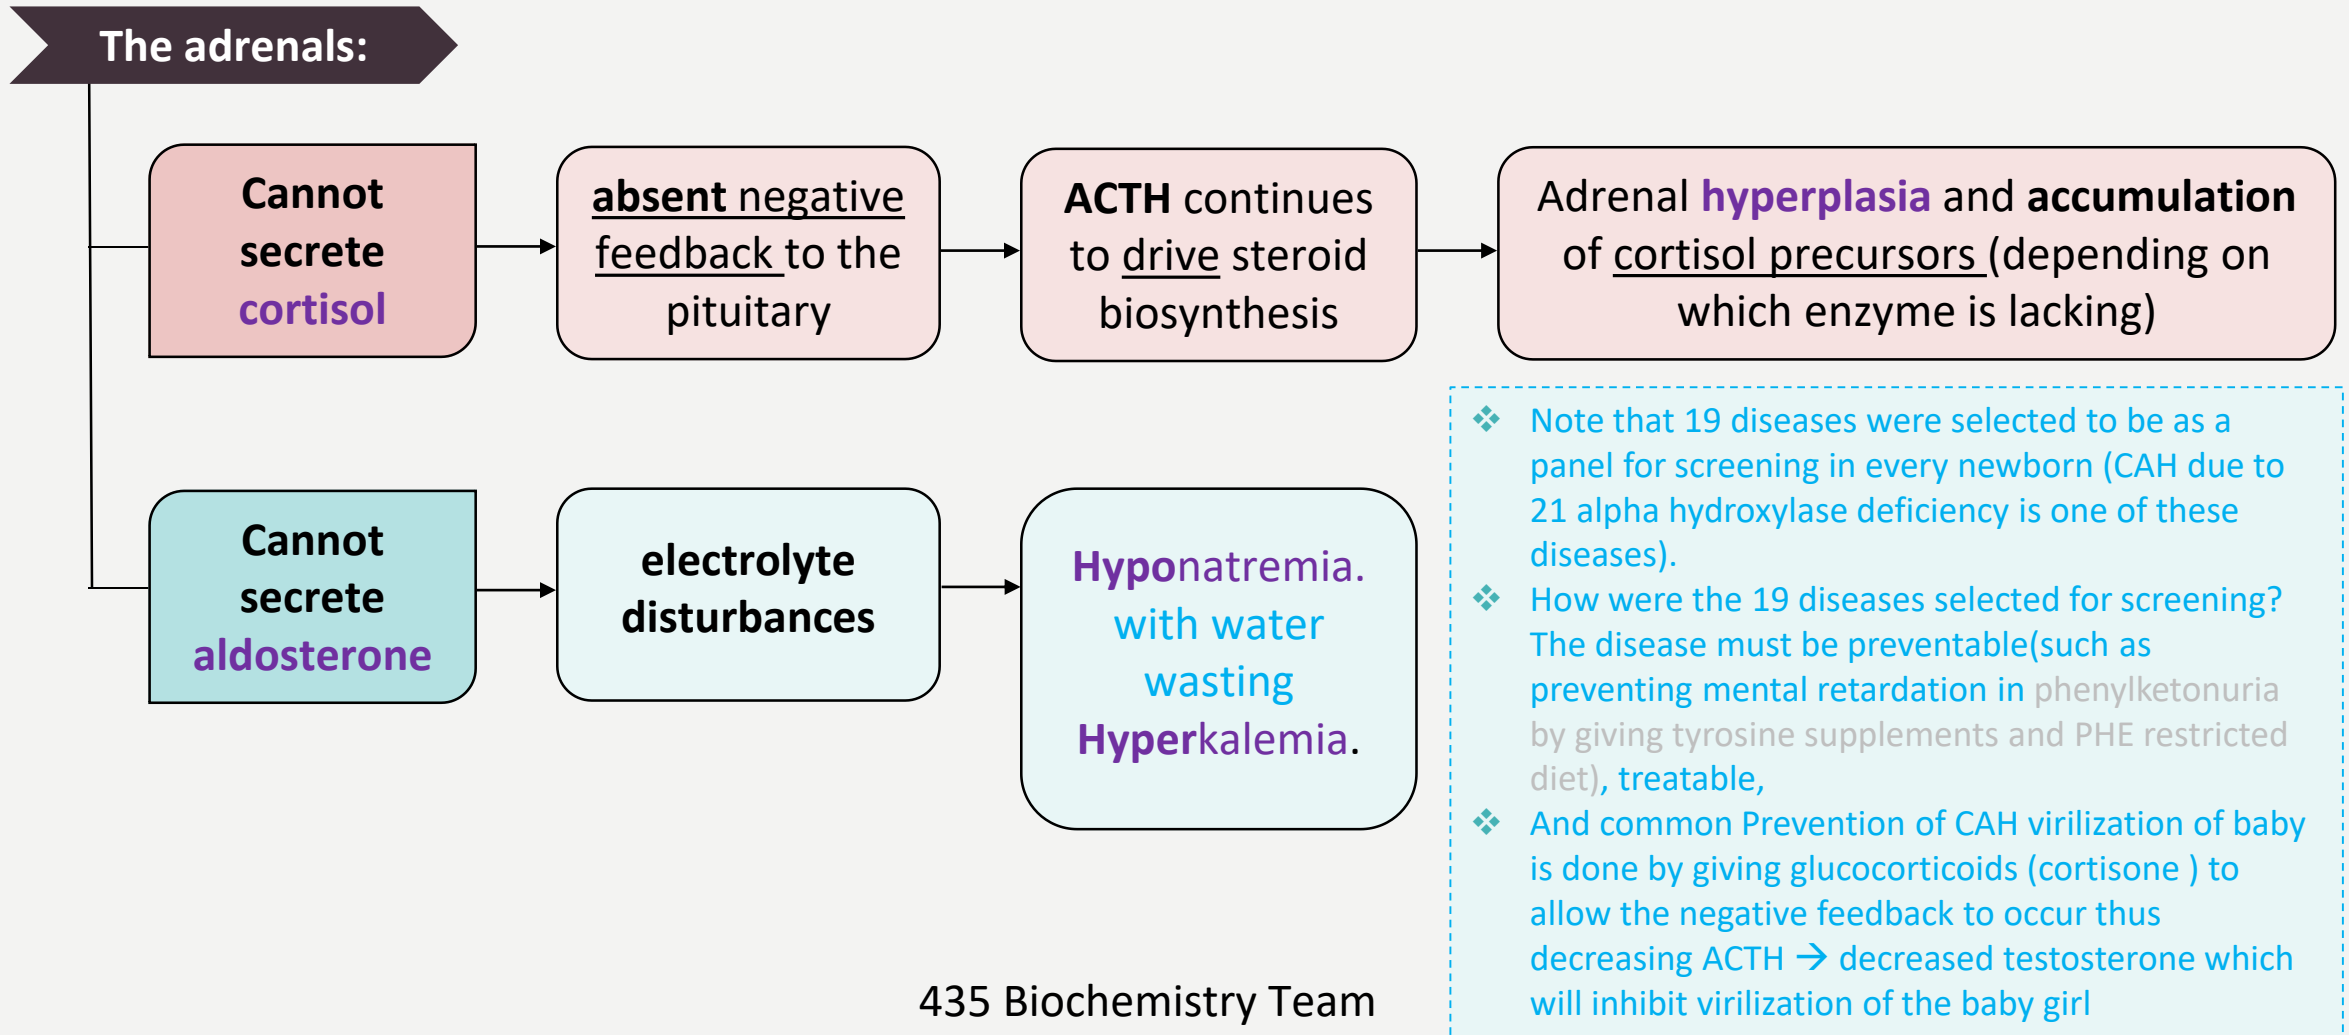 The adrenals:
Cannot
secrete
cortisol
absent negative
feedback to the
pituitary
ACTH continues
to drive steroid
biosynthesis
Adrenal hyperplasia and accumulation
of cortisol precursors (depending on
which enzyme is lacking)
Cannot
secrete
aldosterone
electrolyte
disturbances
Hyponatremia.
with water
wasting
Hyperkalemia.
❖ Note that 19 diseases were selected to be as a
panel for screening in every newborn (CAH due to
21 alpha hydroxylase deficiency is one of these
diseases).
❖ How were the 19 diseases selected for screening?
The disease must be preventable(such as
preventing mental retardation in phenylketonuria
by giving tyrosine supplements and PHE restricted
diet), treatable,
❖ And common Prevention of CAH virilization of baby
is done by giving glucocorticoids (cortisone ) to
allow the negative feedback to occur thus
decreasing ACTH → decreased testosterone which
will inhibit virilization of the baby girl
435 Biochemistry Team